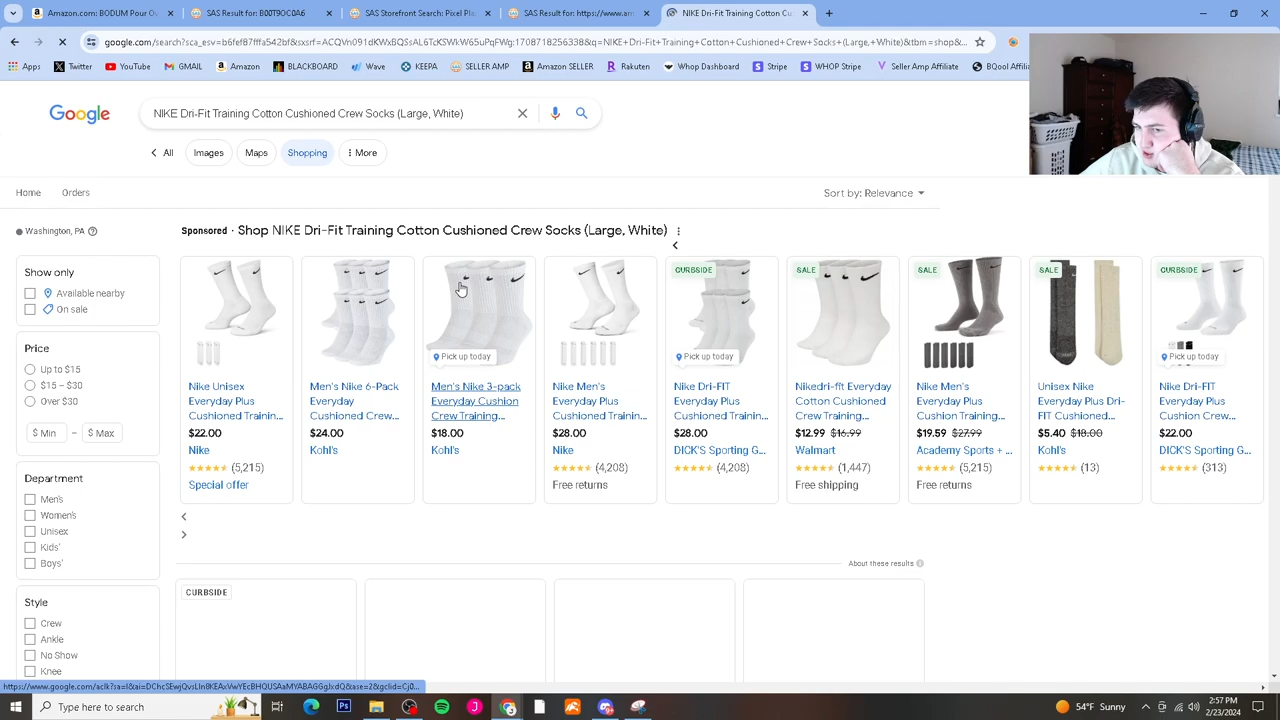 Amazon.com: BODUM Pour Ov
SAS Result for: B00T9OC0A6
SAS Storefront Search: Pixel Pla
SAS Result for: https://www.am
NIKE Dri-Fit Training Cotton Cu
Apps
Twitter
YouTube
GMAIL
Amazon
BLACKBOARD
Wave
KEEPA
SELLER AMP
Amazon SELLER
Rakuten
Whop Dashboard
Stripe
WHOP Stripe
Seller Amp Affiliate
BQool Affilia
Google
NIKE Dri-Fit Training Cotton Cushioned Crew Socks (Large, White)
All
Images
Maps
Shopping
More
Home
Orders
Sort by: Relevance
Washington, PA
Sponsored · Shop NIKE Dri-Fit Training Cotton Cushioned Crew Socks (Large, White)
Show only
Available nearby
On sale
Price
Up to $15
$15 – $30
Over $30
$ Min – $ Max
Department
Men's
Women's
Unisex
Kids'
Boys'
Style
Crew
Ankle
No Show
Knee
Nike Unisex
Everyday Plus
Cushioned Trainin...
$22.00
Nike
(5,215)
Special offer
Men's Nike 6-Pack
Everyday
Cushioned Crew...
$24.00
Kohl's
Pick up today
Men's Nike 3-pack
Everyday Cushion
Crew Training...
$18.00
Kohl's
Nike Men's
Everyday Plus
Cushioned Trainin...
$28.00
Nike
(4,208)
Free returns
CURBSIDE
Pick up today
Nike Dri-FIT
Everyday Plus
Cushioned Trainin...
$28.00
DICK'S Sporting G...
(4,208)
SALE
Nikedri-fit Everyday
Cotton Cushioned
Crew Training...
$12.99 $16.99
Walmart
(1,447)
Free shipping
SALE
Nike Men's
Everyday Plus
Cushion Training...
$19.59 $27.99
Academy Sports + ...
(5,215)
Free returns
SALE
Unisex Nike
Everyday Plus Dri-
FIT Cushioned...
$5.40 $18.00
Kohl's
(13)
CURBSIDE
Pick up today
Nike Dri-FIT
Everyday Plus
Cushion Crew...
$22.00
DICK'S Sporting G...
(313)
About these results
CURBSIDE
Type here to search
54°F Sunny
2:57 PM
2/23/2024